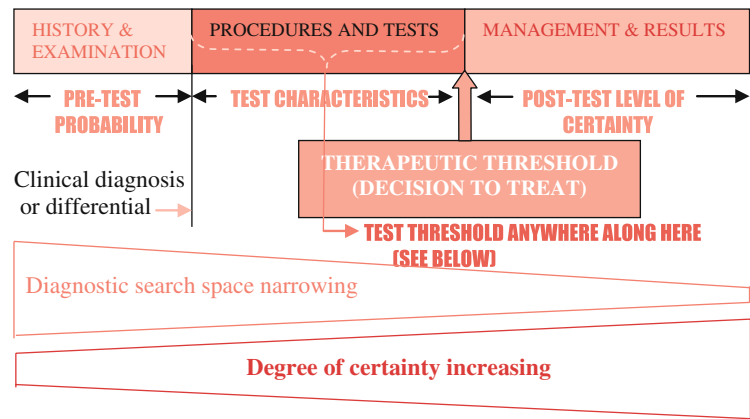 HISTORY &
EXAMINATION
PROCEDURES AND TESTS
MANAGEMENT & RESULTS
PRE-TEST
PROBABILITY
TEST CHARACTERISTICS
POST-TEST LEVEL OF
CERTAINTY
THERAPEUTIC THRESHOLD
(DECISION TO TREAT)
Clinical diagnosis
or differential
TEST THRESHOLD ANYWHERE ALONG HERE
(SEE BELOW)
Diagnostic search space narrowing
Degree of certainty increasing